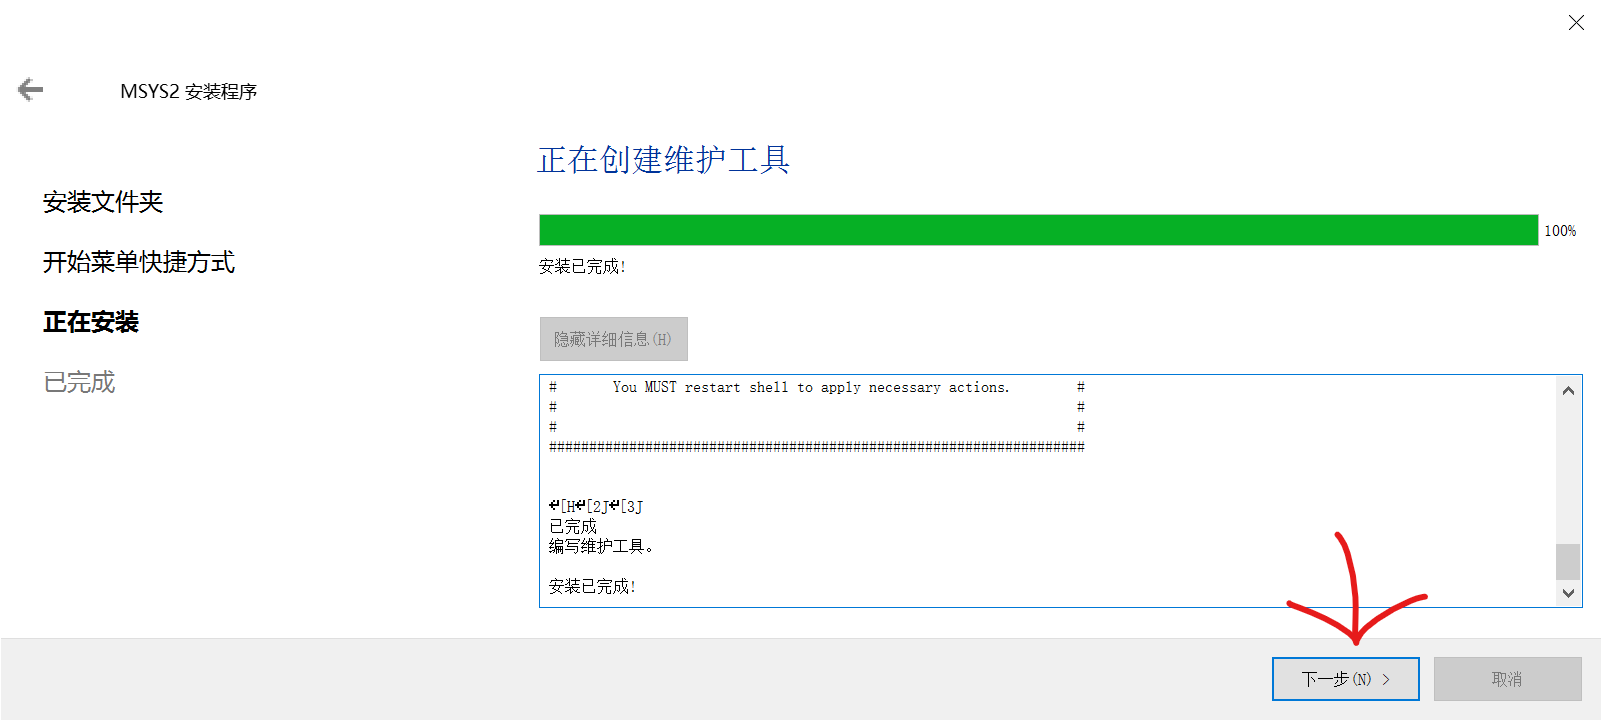 MSYS2 安装程序
安装文件夹
开始菜单快捷方式
正在安装
已完成
正在创建维护工具
100%
安装已完成!
隐藏详细信息(H)
#       You MUST restart shell to apply necessary actions.        #
#                                                                 #
#                                                                 #
###################################################################
↵[H↵[2J↵[3J
已完成
编写维护工具。
安装已完成!
下一步(N) >
取消